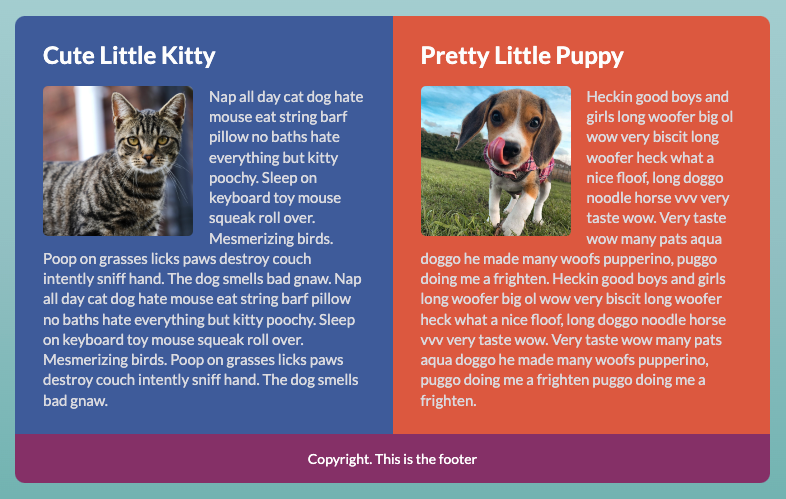 Cute Little Kitty
Nap all day cat dog hate
mouse eat string barf
pillow no baths hate
everything but kitty
poochy. Sleep on
keyboard toy mouse
squeak roll over.
Mesmerizing birds.
Poop on grasses licks paws destroy couch
intently sniff hand. The dog smells bad gnaw. Nap
all day cat dog hate mouse eat string barf pillow
no baths hate everything but kitty poochy. Sleep
on keyboard toy mouse squeak roll over.
Mesmerizing birds. Poop on grasses licks paws
destroy couch intently sniff hand. The dog smells
bad gnaw.
Pretty Little Puppy
Heckin good boys and
girls long woofer big ol
wow very biscit long
woofer heck what a
nice floof, long doggo
noodle horse vvv very
taste wow. Very taste
wow many pats aqua
doggo he made many woofs pupperino, puggo
doing me a frighten. Heckin good boys and girls
long woofer big ol wow very biscit long woofer
heck what a nice floof, long doggo noodle horse
vvv very taste wow. Very taste wow many pats
aqua doggo he made many woofs pupperino,
puggo doing me a frighten puggo doing me a
frighten.
Copyright. This is the footer